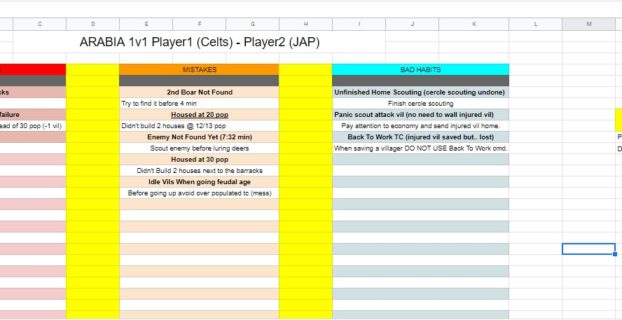 C D E F G H I J K L M
ARABIA 1v1 Player1 (Celts) - Player2 (JAP)
MISTAKES BAD HABITS
cks 2nd Boar Not Found Unfinished Home Scouting (cercle scouting undone)
Try to find it before 4 min Finish cercle scouting
ailure Housed at 20 pop Panic scout attack vil (no need to wall injured vil)
ead of 30 pop (-1 vil) Didn't build 2 houses @ 12/13 pop Pay attention to economy and send injured vil home. P
Enemy Not Found Yet (7:32 min) Back To Work TC (injured vil saved but.. lost)
Scout enemy before luring deers When saving a villager DO NOT USE Back To Work cmd. D
Housed at 30 pop
Didn't Build 2 houses next to the barracks
Idle Vils When going feudal age
Before going up avoid over populated tc (mess)